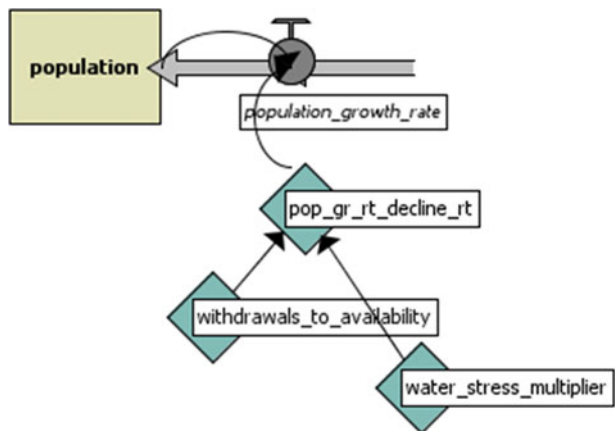 population
population_growth_rate
pop_gr_rt_decline_rt
withdrawals_to_availability
water_stress_multiplier